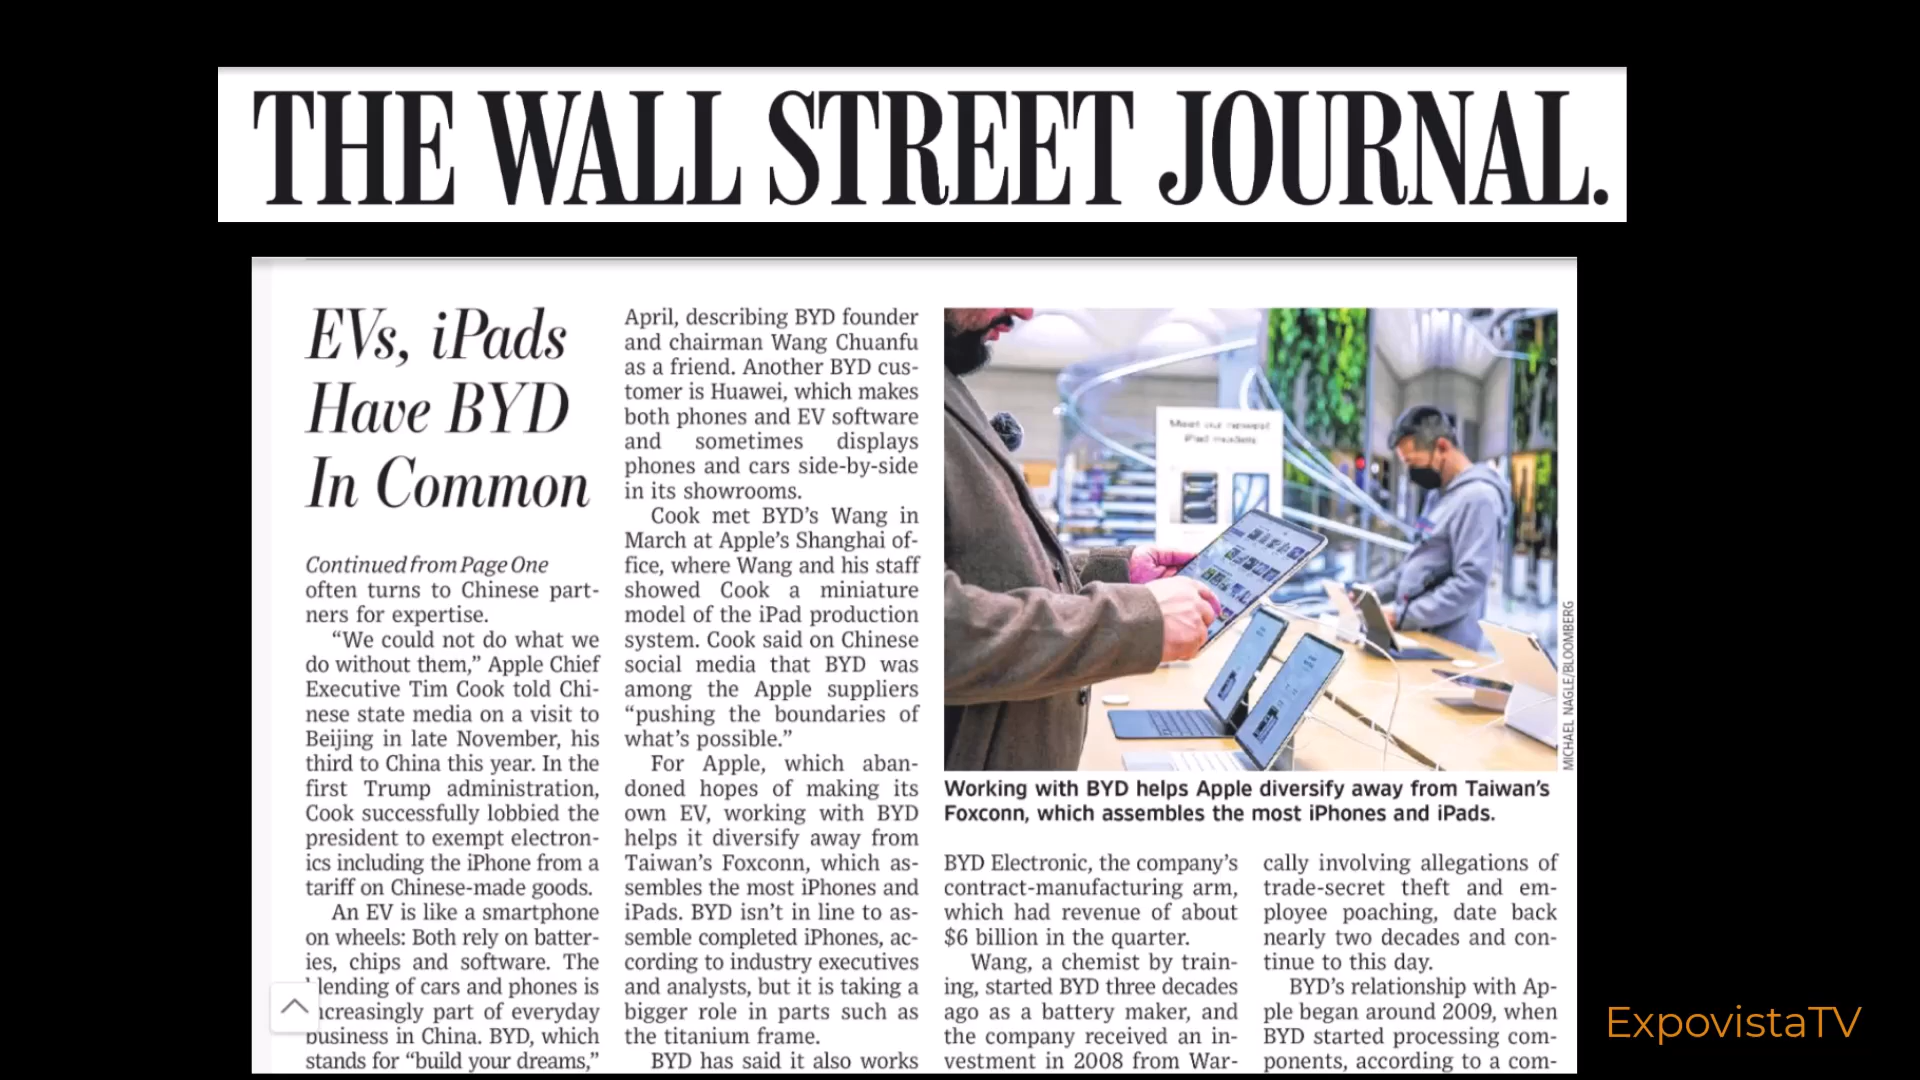 THE WALL STREET JOURNAL.
EVs, iPads
Have BYD
In Common
Continued from Page One
often turns to Chinese part-
ners for expertise.
“We could not do what we
do without them,” Apple Chief
Executive Tim Cook told Chi-
nese state media on a visit to
Beijing in late November, his
third to China this year. In the
first Trump administration,
Cook successfully lobbied the
president to exempt electron-
ics including the iPhone from a
tariff on Chinese-made goods.
An EV is like a smartphone
on wheels: Both rely on batter-
ies, chips and software. The
lending of cars and phones is
ncreasingly part of everyday
business in China. BYD, which
stands for “build your dreams,”
April, describing BYD founder
and chairman Wang Chuanfu
as a friend. Another BYD cus-
tomer is Huawei, which makes
both phones and EV software
and sometimes displays
phones and cars side-by-side
in its showrooms.
Cook met BYD’s Wang in
March at Apple’s Shanghai of-
fice, where Wang and his staff
showed Cook a miniature
model of the iPad production
system. Cook said on Chinese
social media that BYD was
among the Apple suppliers
“pushing the boundaries of
what’s possible.”
For Apple, which aban-
doned hopes of making its
own EV, working with BYD
helps it diversify away from
Taiwan’s Foxconn, which as-
sembles the most iPhones and
iPads. BYD isn’t in line to as-
semble completed iPhones, ac-
cording to industry executives
and analysts, but it is taking a
bigger role in parts such as
the titanium frame.
BYD has said it also works
Meet our newest
iPad models
MICHAEL NAGLE/BLOOMBERG
Working with BYD helps Apple diversify away from Taiwan’s
Foxconn, which assembles the most iPhones and iPads.
BYD Electronic, the company’s
contract-manufacturing arm,
which had revenue of about
$6 billion in the quarter.
Wang, a chemist by train-
ing, started BYD three decades
ago as a battery maker, and
the company received an in-
vestment in 2008 from War-
cally involving allegations of
trade-secret theft and em-
ployee poaching, date back
nearly two decades and con-
tinue to this day.
BYD’s relationship with Ap-
ple began around 2009, when
BYD started processing com-
ponents, according to a com-
ExpovistaTV